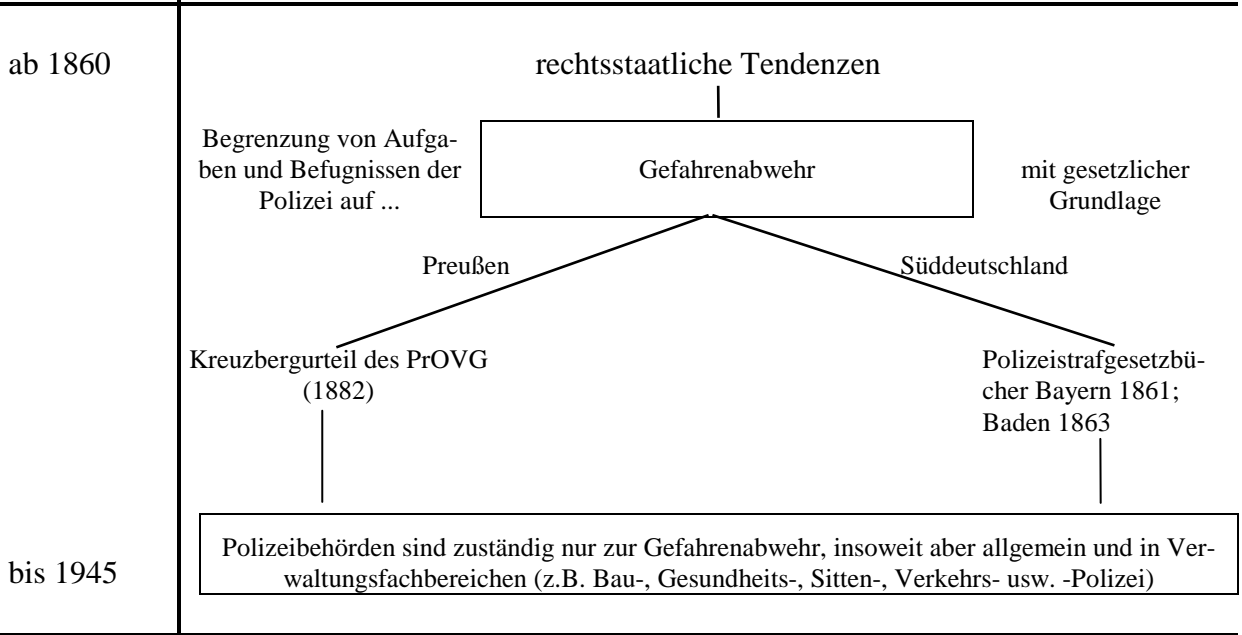 ab 1860
rechtsstaatliche Tendenzen
Begrenzung von Aufga-
ben und Befugnissen der
Polizei auf ...
Gefahrenabwehr
mit gesetzlicher
Grundlage
Preußen
Süddeutschland
Kreuzbergurteil des PrOVG
(1882)
Polizeistrafgesetzbü-
cher Bayern 1861;
Baden 1863
bis 1945
Polizeibehörden sind zuständig nur zur Gefahrenabwehr, insoweit aber allgemein und in Ver-
waltungsfachbereichen (z.B. Bau-, Gesundheits-, Sitten-, Verkehrs- usw. -Polizei)